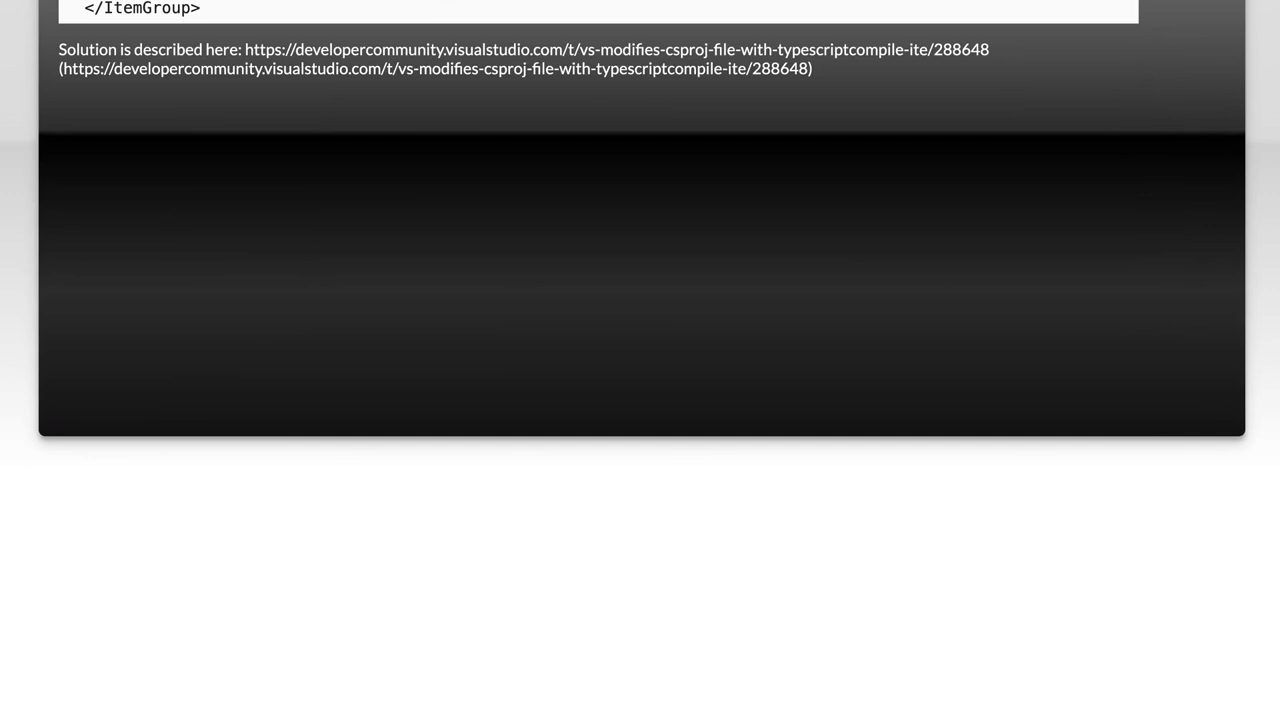 </ItemGroup>
Solution is described here: https://developercommunity.visualstudio.com/t/vs-modifies-csproj-file-with-typescriptcompile-ite/288648
(https://developercommunity.visualstudio.com/t/vs-modifies-csproj-file-with-typescriptcompile-ite/288648)